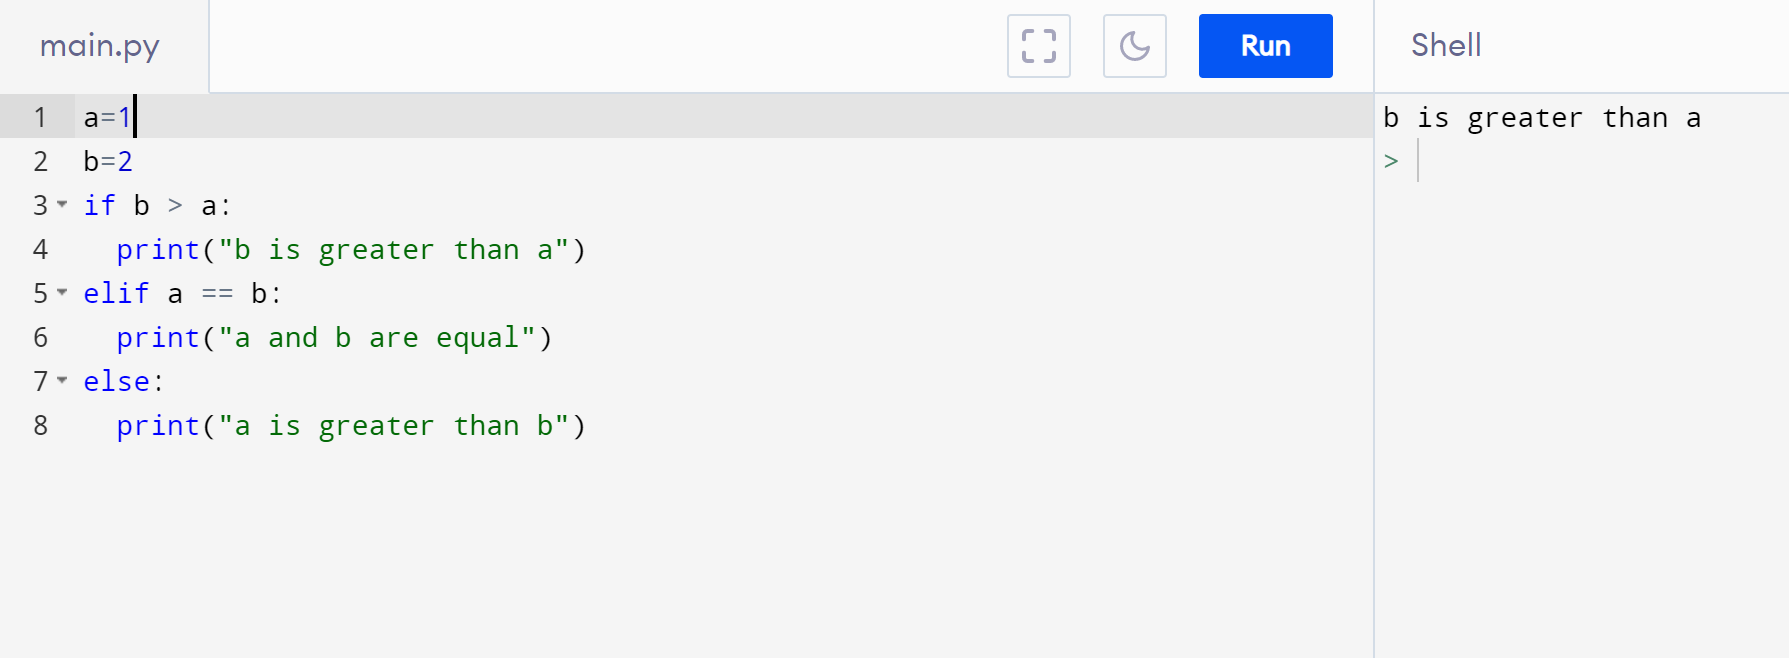 main.py
Run
Shell
1 a=1
2 b=2
3 if b > a:
4   print("b is greater than a")
5 elif a == b:
6   print("a and b are equal")
7 else:
8   print("a is greater than b")
b is greater than a
>